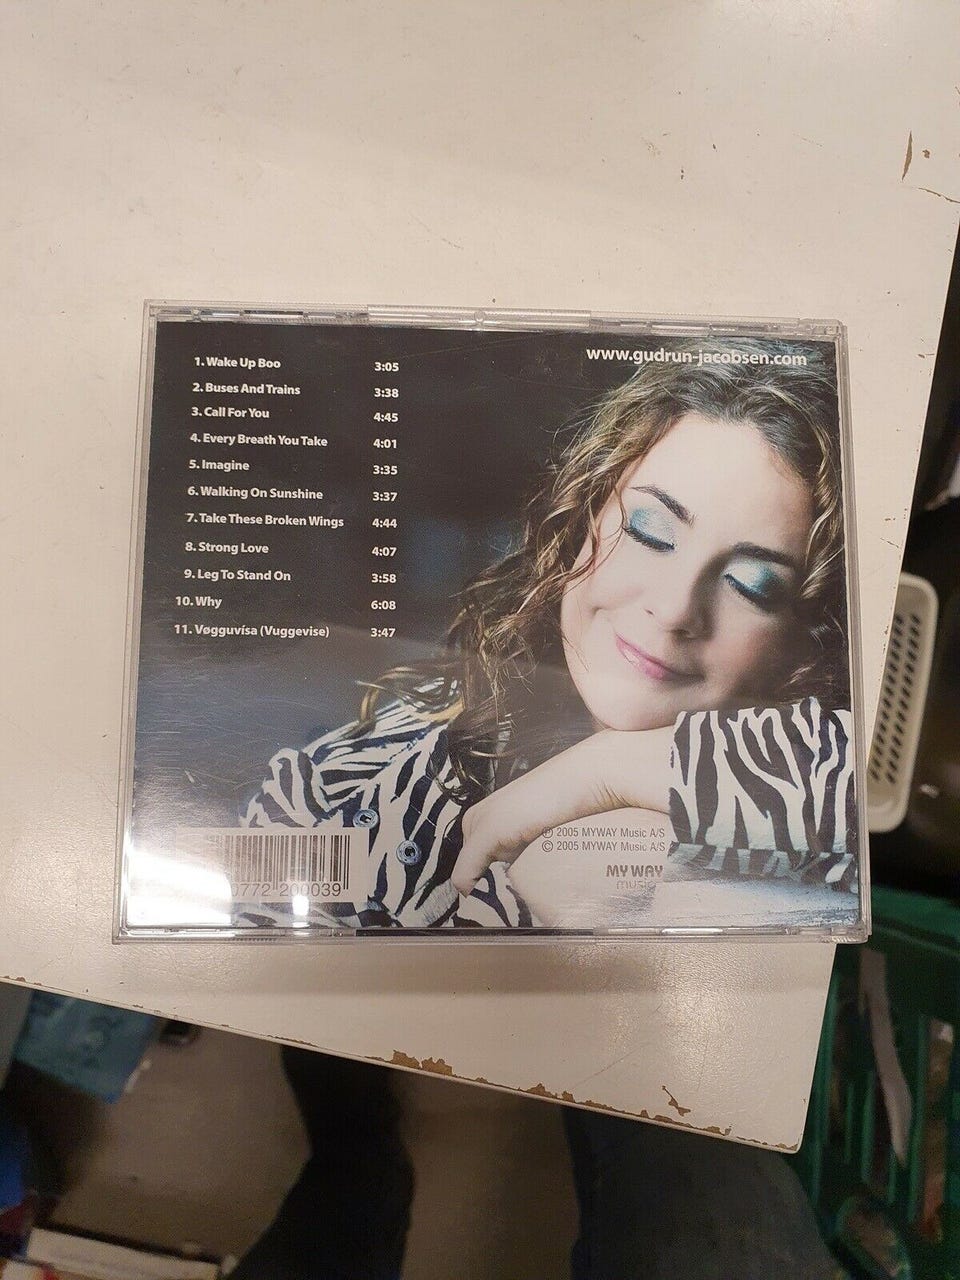 www.gudrun-jacobsen.com
1. Wake Up Boo 3:05
2. Buses And Trains 3:38
3. Call For You 4:45
4. Every Breath You Take 4:01
5. Imagine 3:35
6. Walking On Sunshine 3:37
7. Take These Broken Wings 4:44
8. Strong Love 4:07
9. Leg To Stand On 3:58
10. Why 6:08
11. Vøgguvísa (Vuggevise) 3:47
℗ 2005 MYWAY Music A/S
© 2005 MYWAY Music A/S
MY WAY
music
0772 200039